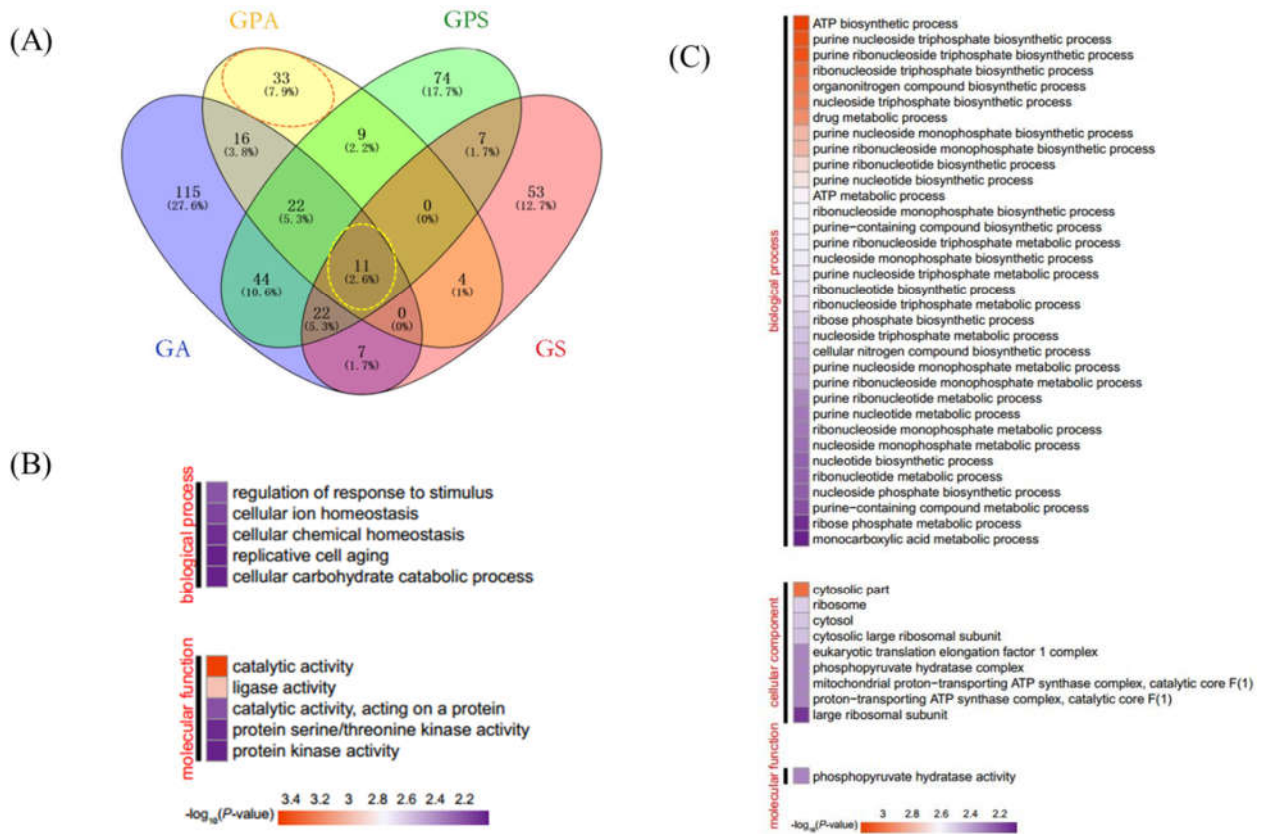 (A)
GPA
GPS
33
(7.9%)
74
(17.7%)
16
(3.8%)
9
(2.2%)
7
(1.7%)
115
(27.6%)
22
(5.3%)
0
(0%)
53
(12.7%)
11
(2.6%)
44
(10.6%)
4
(1%)
22
(5.3%)
0
(0%)
7
(1.7%)
GA
GS
(B)
biological process
regulation of response to stimulus
cellular ion homeostasis
cellular chemical homeostasis
replicative cell aging
cellular carbohydrate catabolic process
molecular function
catalytic activity
ligase activity
catalytic activity, acting on a protein
protein serine/threonine kinase activity
protein kinase activity
3.4 3.2 3 2.8 2.6 2.4 2.2
-log10(P-value)
(C)
biological process
ATP biosynthetic process
purine nucleoside triphosphate biosynthetic process
purine ribonucleoside triphosphate biosynthetic process
ribonucleoside triphosphate biosynthetic process
organonitrogen compound biosynthetic process
nucleoside triphosphate biosynthetic process
drug metabolic process
purine nucleoside monophosphate biosynthetic process
purine ribonucleoside monophosphate biosynthetic process
purine ribonucleotide biosynthetic process
purine nucleotide biosynthetic process
ATP metabolic process
ribonucleoside monophosphate biosynthetic process
purine-containing compound biosynthetic process
purine ribonucleoside triphosphate metabolic process
nucleoside monophosphate biosynthetic process
purine nucleoside triphosphate metabolic process
ribonucleotide biosynthetic process
ribonucleoside triphosphate metabolic process
ribose phosphate biosynthetic process
nucleoside triphosphate metabolic process
cellular nitrogen compound biosynthetic process
purine nucleoside monophosphate metabolic process
purine ribonucleoside monophosphate metabolic process
purine ribonucleotide metabolic process
purine nucleotide metabolic process
ribonucleoside monophosphate metabolic process
nucleoside monophosphate metabolic process
nucleotide biosynthetic process
ribonucleotide metabolic process
nucleoside phosphate biosynthetic process
purine-containing compound metabolic process
ribose phosphate metabolic process
monocarboxylic acid metabolic process
cellular component
cytosolic part
ribosome
cytosol
cytosolic large ribosomal subunit
eukaryotic translation elongation factor 1 complex
phosphopyruvate hydratase complex
mitochondrial proton-transporting ATP synthase complex, catalytic core F(1)
proton-transporting ATP synthase complex, catalytic core F(1)
large ribosomal subunit
molecular function
phosphopyruvate hydratase activity
3 2.8 2.6 2.4 2.2
-log10(P-value)